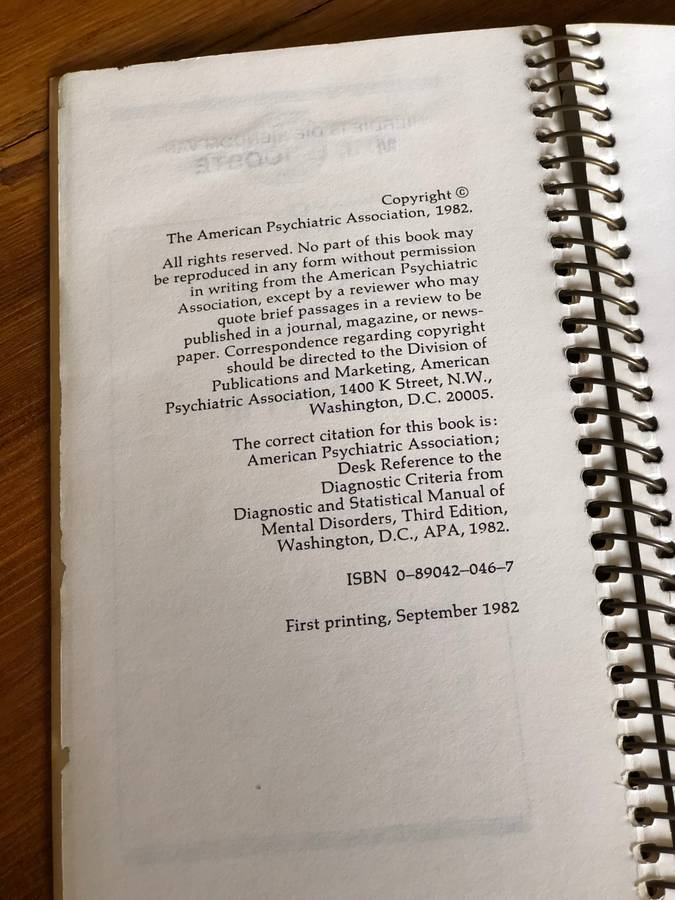 Copyright ©
The American Psychiatric Association, 1982.
All rights reserved. No part of this book may
be reproduced in any form without permission
in writing from the American Psychiatric
Association, except by a reviewer who may
quote brief passages in a review to be
published in a journal, magazine, or news-
paper. Correspondence regarding copyright
should be directed to the Division of
Publications and Marketing, American
Psychiatric Association, 1400 K Street, N.W.,
Washington, D.C. 20005.
The correct citation for this book is:
American Psychiatric Association;
Desk Reference to the
Diagnostic Criteria from
Diagnostic and Statistical Manual of
Mental Disorders, Third Edition,
Washington, D.C., APA, 1982.
ISBN 0–89042–046–7
First printing, September 1982